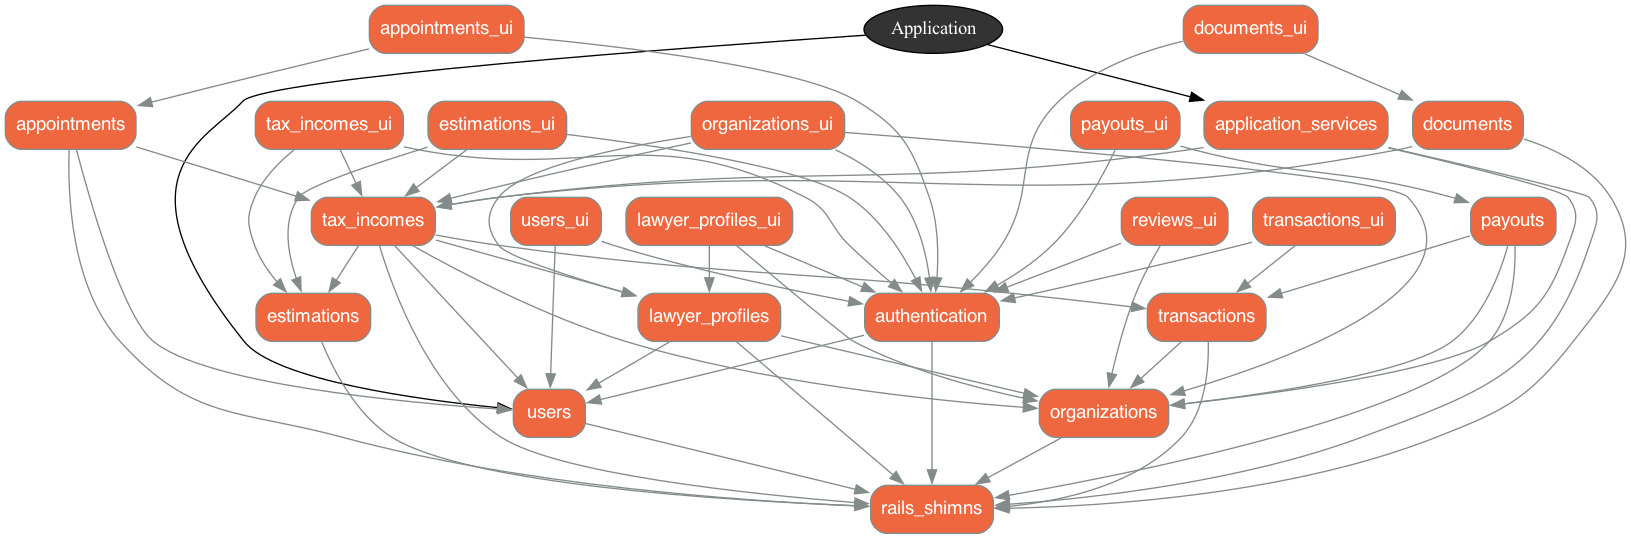 appointments_ui
Application
documents_ui
appointments
tax_incomes_ui
estimations_ui
organizations_ui
payouts_ui
application_services
documents
tax_incomes
users_ui
lawyer_profiles_ui
reviews_ui
transactions_ui
payouts
estimations
lawyer_profiles
authentication
transactions
users
organizations
rails_shimns